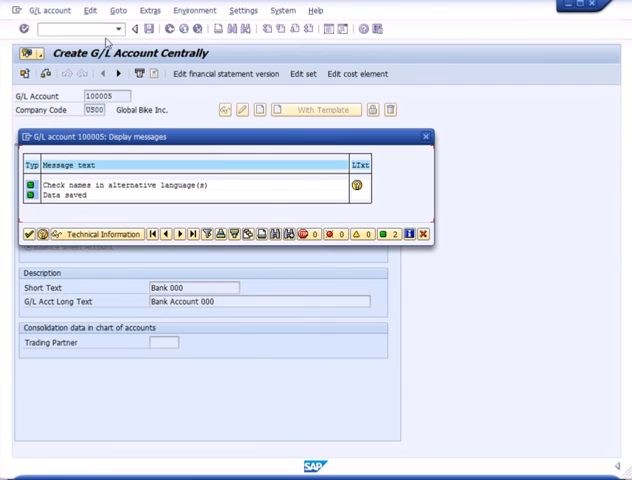 G/L account Edit Goto Extras Environment Settings System Help
Create G/L Account Centrally
Edit financial statement version Edit set Edit cost element
G/L Account 100005
Company Code US00 Global Bike Inc. With Template
G/L account 100005: Display messages
Typ Message text LTxt
Check names in alternative language(s)
Data saved
Technical Information 0 0 0 2
Description
Short Text Bank 000
G/L Acct Long Text Bank Account 000
Consolidation data in chart of accounts
Trading Partner
SAP